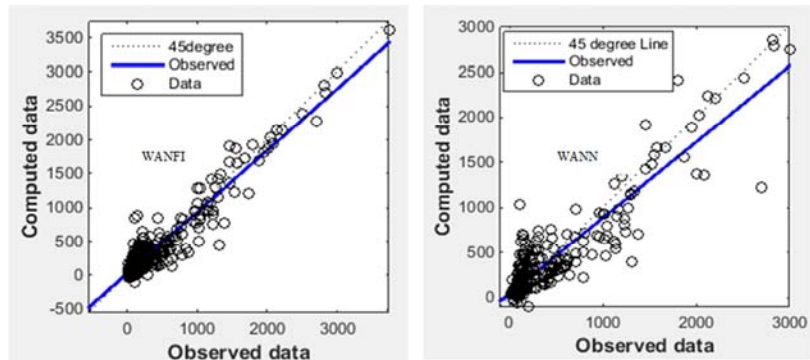 3500
3000
2500
2000
1500
1000
500
0
-500
Computed data
45degree
Observed
Data
WANFI
0
1000
2000
3000
Observed data
3000
2500
2000
1500
1000
500
0
Computed data
45 degree Line
Observed
Data
WANN
0
1000
2000
3000
Observed data